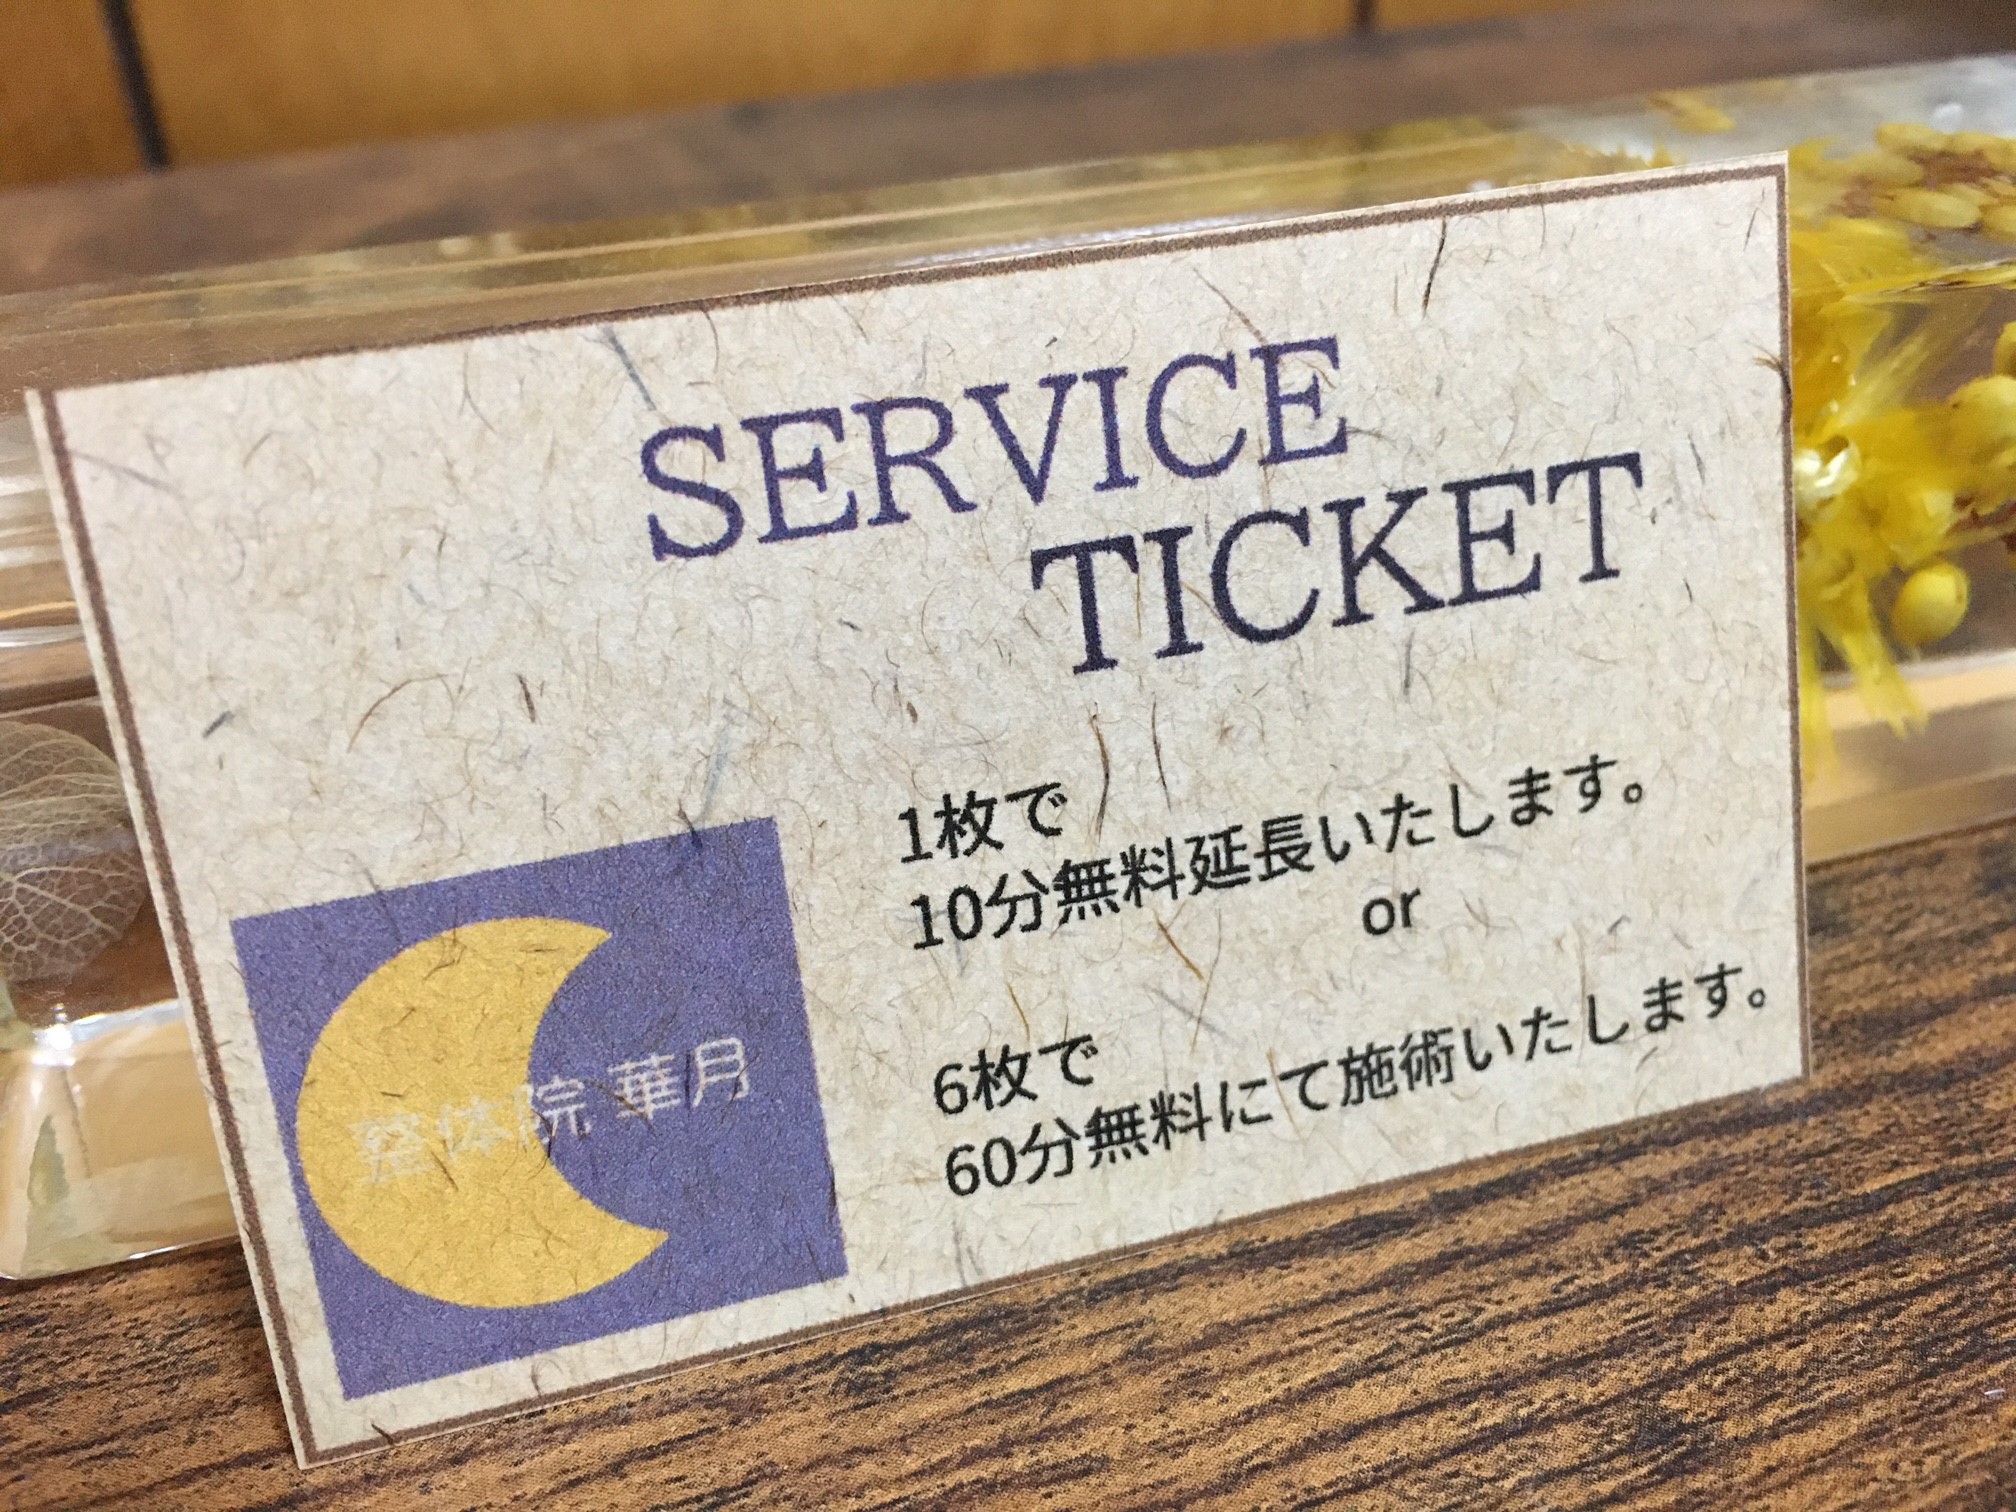 SERVICE
TICKET
1枚で
10分無料延長いたします。
or
6枚で
60分無料にて施術いたします。
整体院 華月